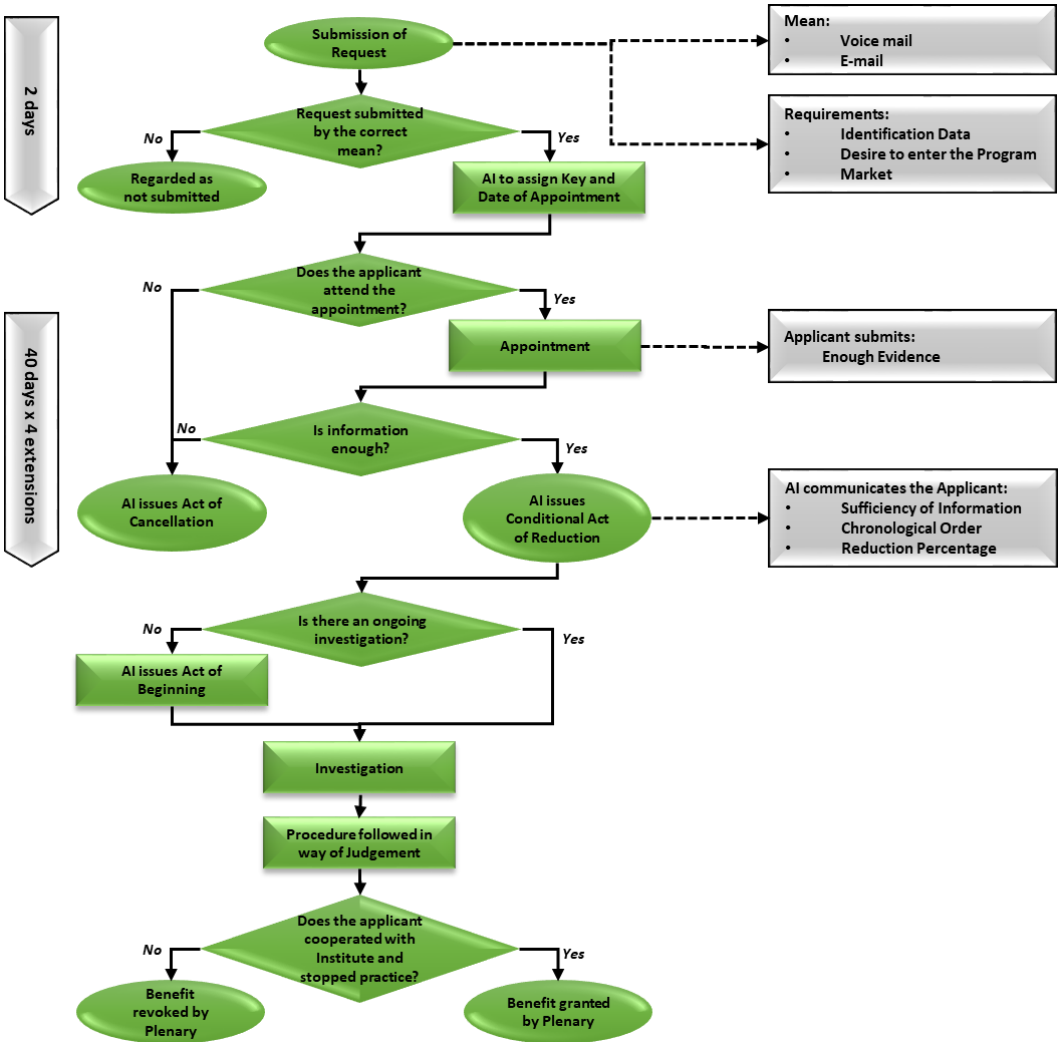 2 days
Submission of
Request
Mean:
• Voice mail
• E-mail
Request submitted
by the correct
mean?
No
Yes
Requirements:
• Identification Data
• Desire to enter the Program
• Market
Regarded as
not submitted
AI to assign Key and
Date of Appointment
40 days x 4 extensions
Does the applicant
attend the
appointment?
No
Yes
Appointment
Applicant submits:
Enough Evidence
Is information
enough?
No
Yes
AI issues Act of
Cancellation
AI issues
Conditional Act
of Reduction
AI communicates the Applicant:
• Sufficiency of Information
• Chronological Order
• Reduction Percentage
Is there an ongoing
investigation?
No
Yes
AI issues Act of
Beginning
Investigation
Procedure followed in
way of Judgement
Does the applicant
cooperated with
Institute and
stopped practice?
No
Yes
Benefit
revoked by
Plenary
Benefit granted
by Plenary